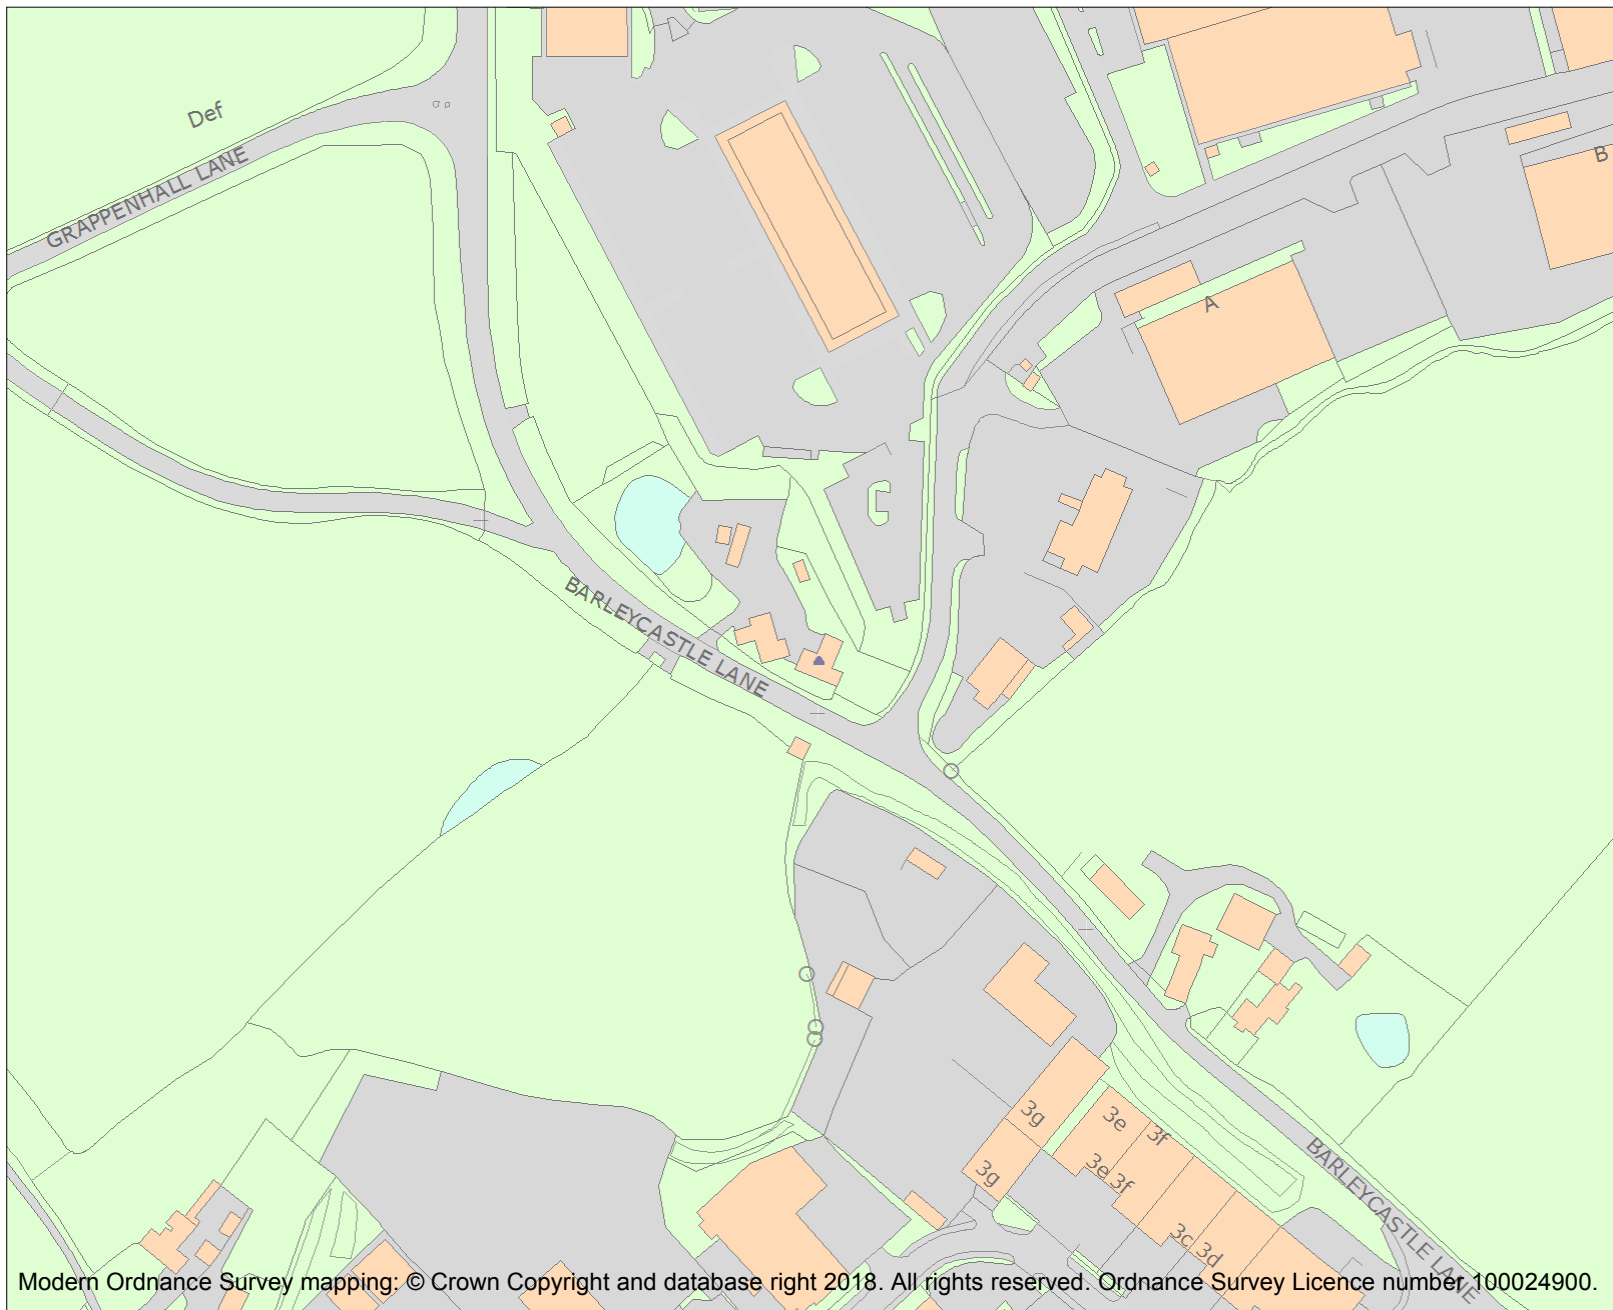 Def
GRAPPENHALL LANE
B
A
BARLEYCASTLE LANE
3g
3e
3f
3g
3e
3f
3c
3d
BARLEYCASTLE LANE
Modern Ordnance Survey mapping: © Crown Copyright and database right 2018. All rights reserved. Ordnance Survey Licence number 100024900.